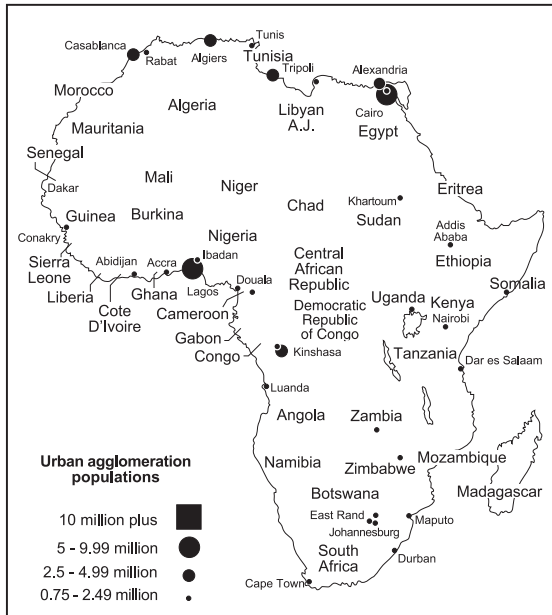 Tunis
Casablanca
Rabat
Algiers
Tunisia
Tripoli
Alexandria
Morocco
Algeria
Libyan
A.J.
Cairo
Egypt
Mauritania
Senegal
Dakar
Mali
Niger
Chad
Khartoum
Sudan
Eritrea
Guinea
Burkina
Addis
Ababa
Conakry
Nigeria
Ethiopia
Sierra
Leone
Abidijan
Accra
Ibadan
Central
African
Republic
Somalia
Liberia
Ghana
Lagos
Douala
Cote
D'Ivoire
Cameroon
Democratic
Republic
of Congo
Uganda
Kenya
Nairobi
Gabon
Congo
Kinshasa
Tanzania
Dar es Salaam
Luanda
Angola
Zambia
Mozambique
Namibia
Zimbabwe
Madagascar
Botswana
East Rand
Johannesburg
Maputo
South
Africa
Durban
Cape Town
Urban agglomeration
populations
10 million plus
5 - 9.99 million
2.5 - 4.99 million
0.75 - 2.49 million